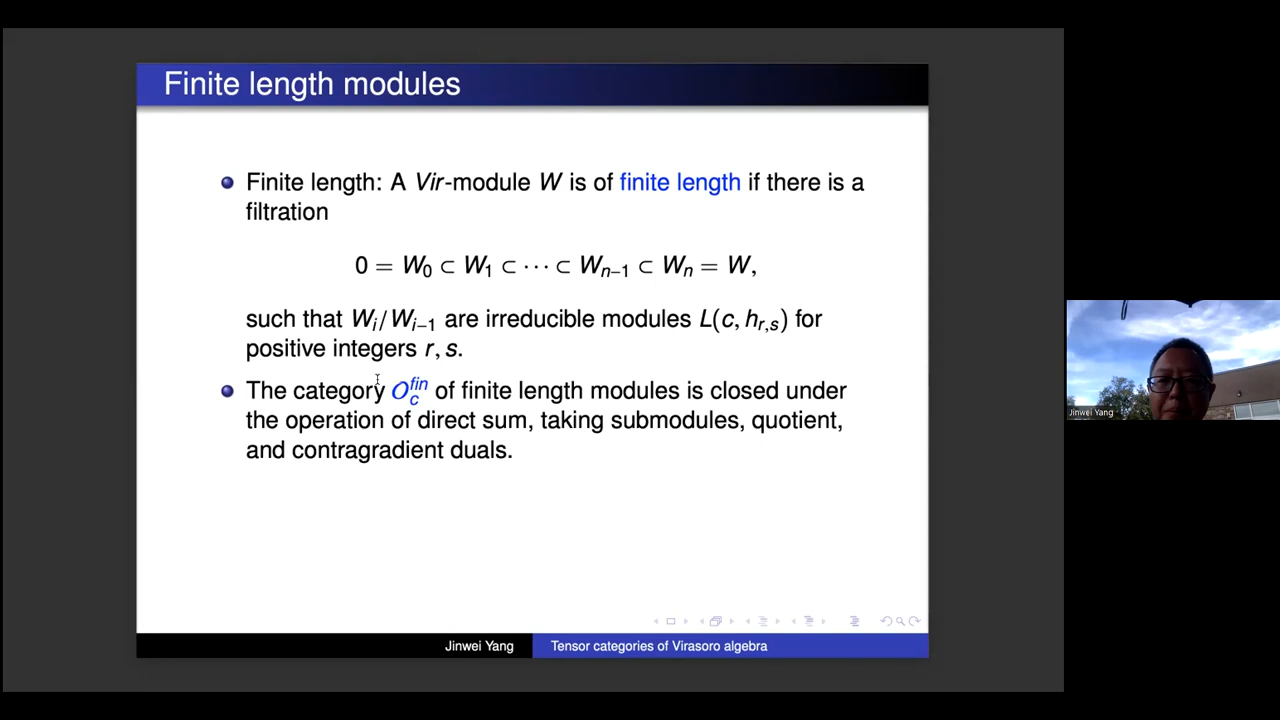 Finite length modules
Finite length: A Vir-module W is of finite length if there is a
filtration
0 = W₀ ⊂ W₁ ⊂ ··· ⊂ Wₙ₋₁ ⊂ Wₙ = W,
such that Wᵢ/Wᵢ₋₁ are irreducible modules L(c, h_{r,s}) for
positive integers r, s.
The category O_c^{fin} of finite length modules is closed under
the operation of direct sum, taking submodules, quotient,
and contragradient duals.
Jinwei Yang
Tensor categories of Virasoro algebra
Jinwei Yang